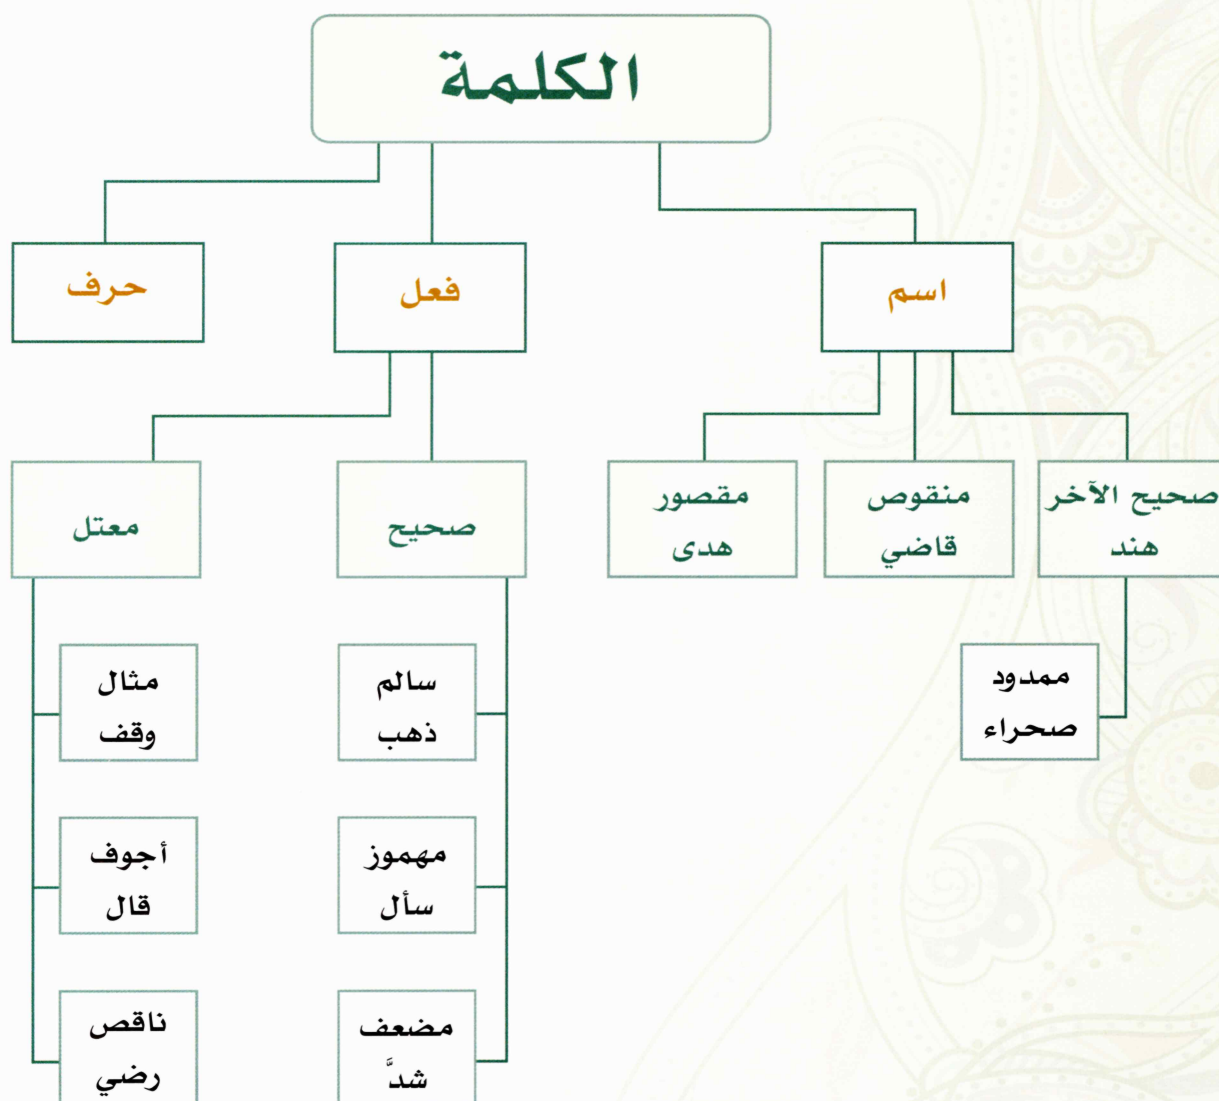 الكلمة
اسم
فعل
حرف
صحيح الآخر
هند
منقوص
قاضي
مقصور
هدى
صحيح
معتل
ممدود
صحراء
سالم
ذهب
مثال
وقف
مهموز
سأل
أجوف
قال
مضعف
شدَّ
ناقص
رضي